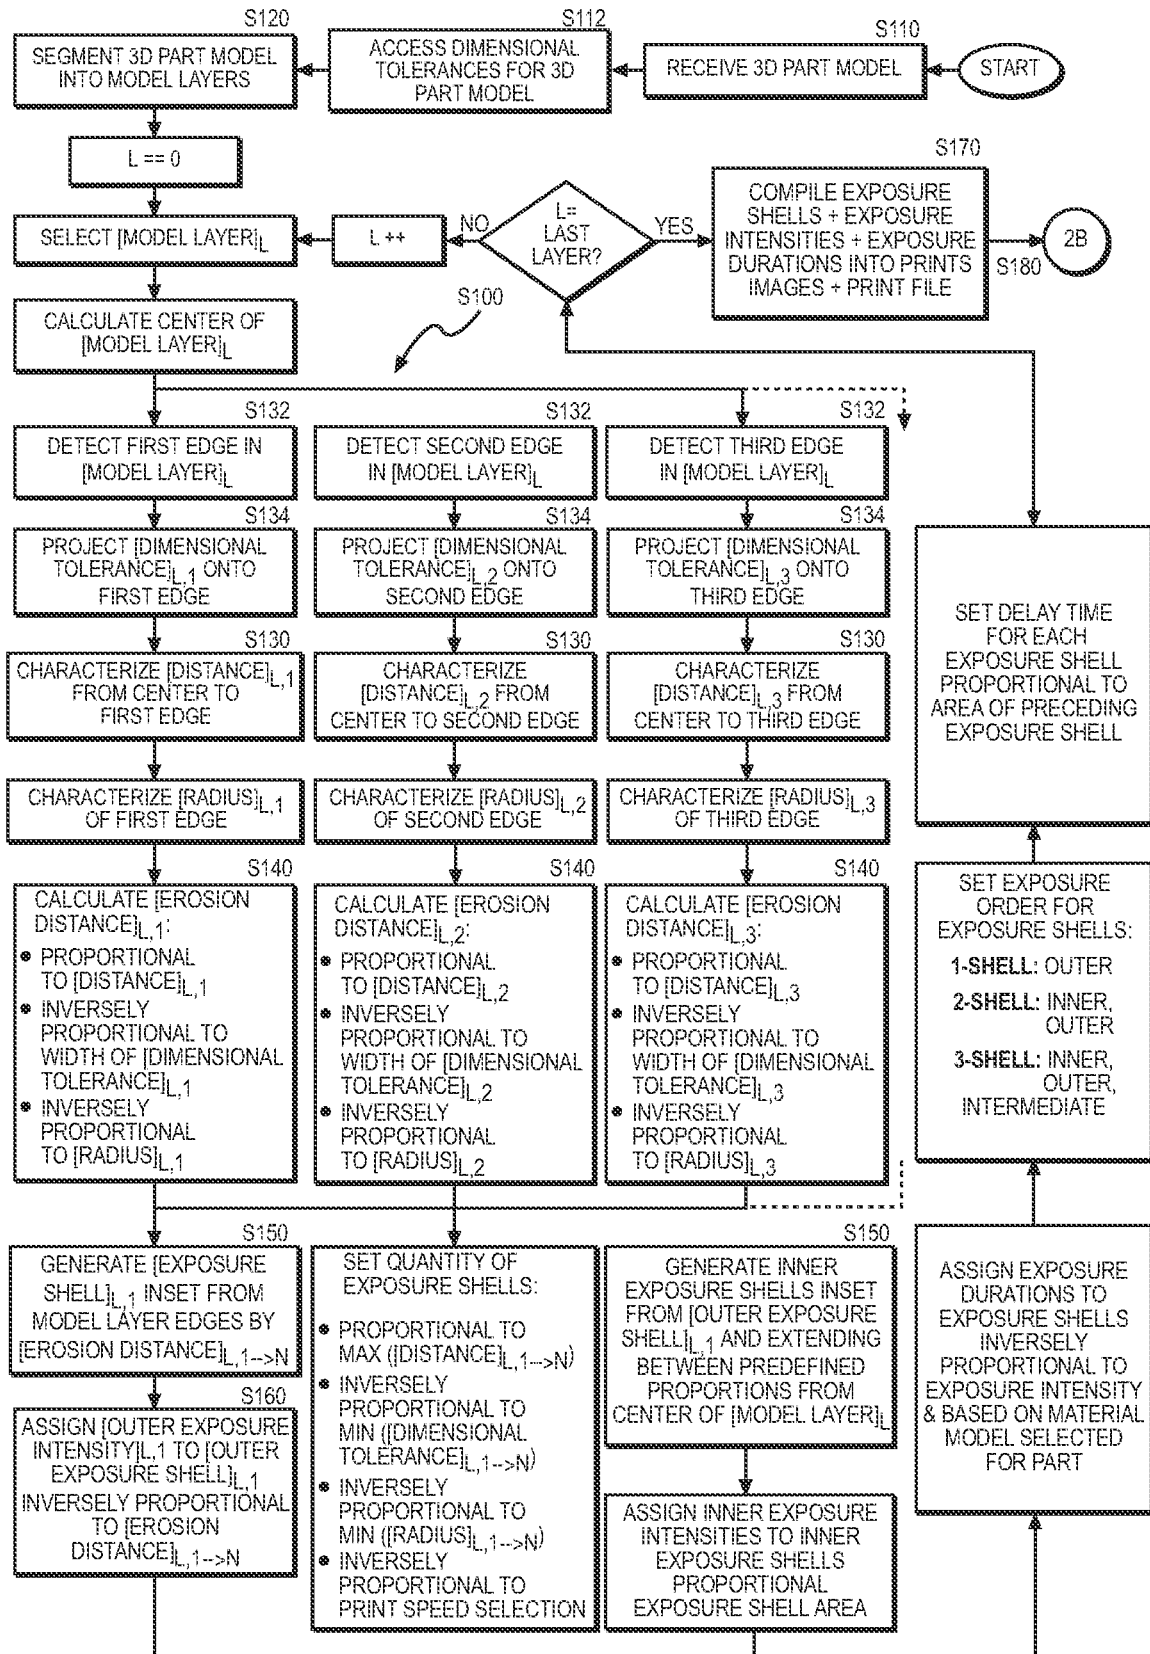 S120
SEGMENT 3D PART MODEL
INTO MODEL LAYERS
S112
ACCESS DIMENSIONAL
TOLERANCES FOR 3D
PART MODEL
S110
RECEIVE 3D PART MODEL
START
L == 0
SELECT [MODEL LAYER]L
L ++
NO
L=
LAST
LAYER?
YES
S170
COMPILE EXPOSURE
SHELLS + EXPOSURE
INTENSITIES + EXPOSURE
DURATIONS INTO PRINTS
IMAGES + PRINT FILE
S180
2B
CALCULATE CENTER OF
[MODEL LAYER]L
S100
S132
DETECT FIRST EDGE IN
[MODEL LAYER]L
S132
DETECT SECOND EDGE
IN [MODEL LAYER]L
S132
DETECT THIRD EDGE
IN [MODEL LAYER]L
S134
PROJECT [DIMENSIONAL
TOLERANCE]L,1 ONTO
FIRST EDGE
S134
PROJECT [DIMENSIONAL
TOLERANCE]L,2 ONTO
SECOND EDGE
S134
PROJECT [DIMENSIONAL
TOLERANCE]L,3 ONTO
THIRD EDGE
S130
CHARACTERIZE [DISTANCE]L,1
FROM CENTER TO
FIRST EDGE
S130
CHARACTERIZE
[DISTANCE]L,2 FROM
CENTER TO SECOND EDGE
S130
CHARACTERIZE
[DISTANCE]L,3 FROM
CENTER TO THIRD EDGE
CHARACTERIZE [RADIUS]L,1
OF FIRST EDGE
CHARACTERIZE [RADIUS]L,2
OF SECOND EDGE
CHARACTERIZE [RADIUS]L,3
OF THIRD EDGE
S140
CALCULATE [EROSION
DISTANCE]L,1:
• PROPORTIONAL
TO [DISTANCE]L,1
• INVERSELY
PROPORTIONAL TO
WIDTH OF [DIMENSIONAL
TOLERANCE]L,1
• INVERSELY
PROPORTIONAL
TO [RADIUS]L,1
S140
CALCULATE [EROSION
DISTANCE]L,2:
• PROPORTIONAL
TO [DISTANCE]L,2
• INVERSELY
PROPORTIONAL TO
WIDTH OF [DIMENSIONAL
TOLERANCE]L,2
• INVERSELY
PROPORTIONAL
TO [RADIUS]L,2
S140
CALCULATE [EROSION
DISTANCE]L,3:
• PROPORTIONAL
TO [DISTANCE]L,3
• INVERSELY
PROPORTIONAL TO
WIDTH OF [DIMENSIONAL
TOLERANCE]L,3
• INVERSELY
PROPORTIONAL
TO [RADIUS]L,3
S150
GENERATE [EXPOSURE
SHELL]L,1 INSET FROM
MODEL LAYER EDGES BY
[EROSION DISTANCE]L,1-->N
S160
ASSIGN [OUTER EXPOSURE
INTENSITY]L,1 TO [OUTER
EXPOSURE SHELL]L,1
INVERSELY PROPORTIONAL
TO [EROSION
DISTANCE]L,1-->N
SET QUANTITY OF
EXPOSURE SHELLS:
• PROPORTIONAL TO
MAX ([DISTANCE]L,1-->N)
• INVERSELY
PROPORTIONAL TO
MIN ([DIMENSIONAL
TOLERANCE]L,1-->N)
• INVERSELY
PROPORTIONAL TO
MIN ([RADIUS]L,1-->N)
• INVERSELY
PROPORTIONAL TO
PRINT SPEED SELECTION
S150
GENERATE INNER
EXPOSURE SHELLS INSET
FROM [OUTER EXPOSURE
SHELL]L,1 AND EXTENDING
BETWEEN PREDEFINED
PROPORTIONS FROM
CENTER OF [MODEL LAYER]L
ASSIGN INNER EXPOSURE
INTENSITIES TO INNER
EXPOSURE SHELLS
PROPORTIONAL
EXPOSURE SHELL AREA
ASSIGN EXPOSURE
DURATIONS TO
EXPOSURE SHELLS
INVERSELY
PROPORTIONAL TO
EXPOSURE INTENSITY
& BASED ON MATERIAL
MODEL SELECTED
FOR PART
SET EXPOSURE
ORDER FOR
EXPOSURE SHELLS:
1-SHELL: OUTER
2-SHELL: INNER,
OUTER
3-SHELL: INNER,
OUTER,
INTERMEDIATE
SET DELAY TIME
FOR EACH
EXPOSURE SHELL
PROPORTIONAL TO
AREA OF PRECEDING
EXPOSURE SHELL